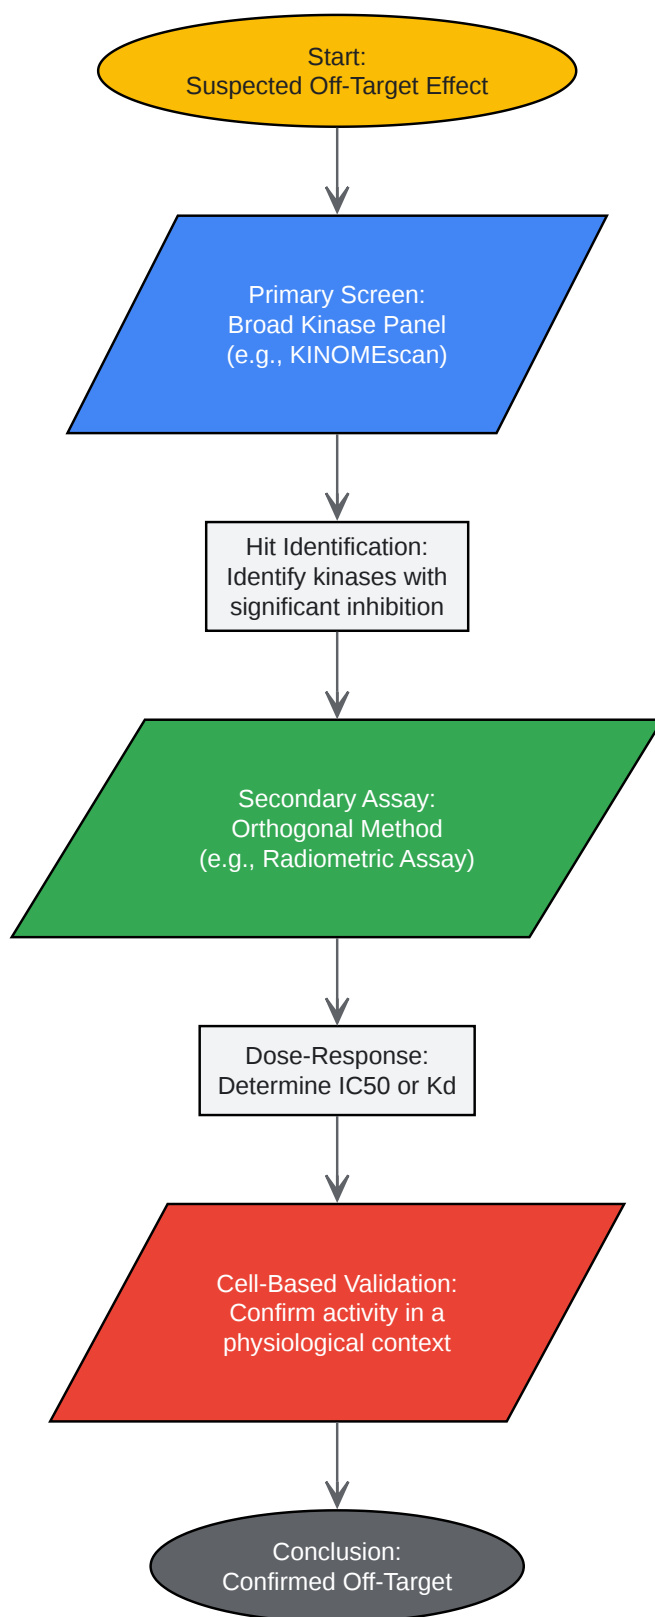 Start:
Suspected Off-Target Effect
Primary Screen:
Broad Kinase Panel
(e.g., KINOMEscan)
Hit Identification:
Identify kinases with
significant inhibition
Secondary Assay:
Orthogonal Method
(e.g., Radiometric Assay)
Dose-Response:
Determine IC50 or Kd
Cell-Based Validation:
Confirm activity in a
physiological context
Conclusion:
Confirmed Off-Target